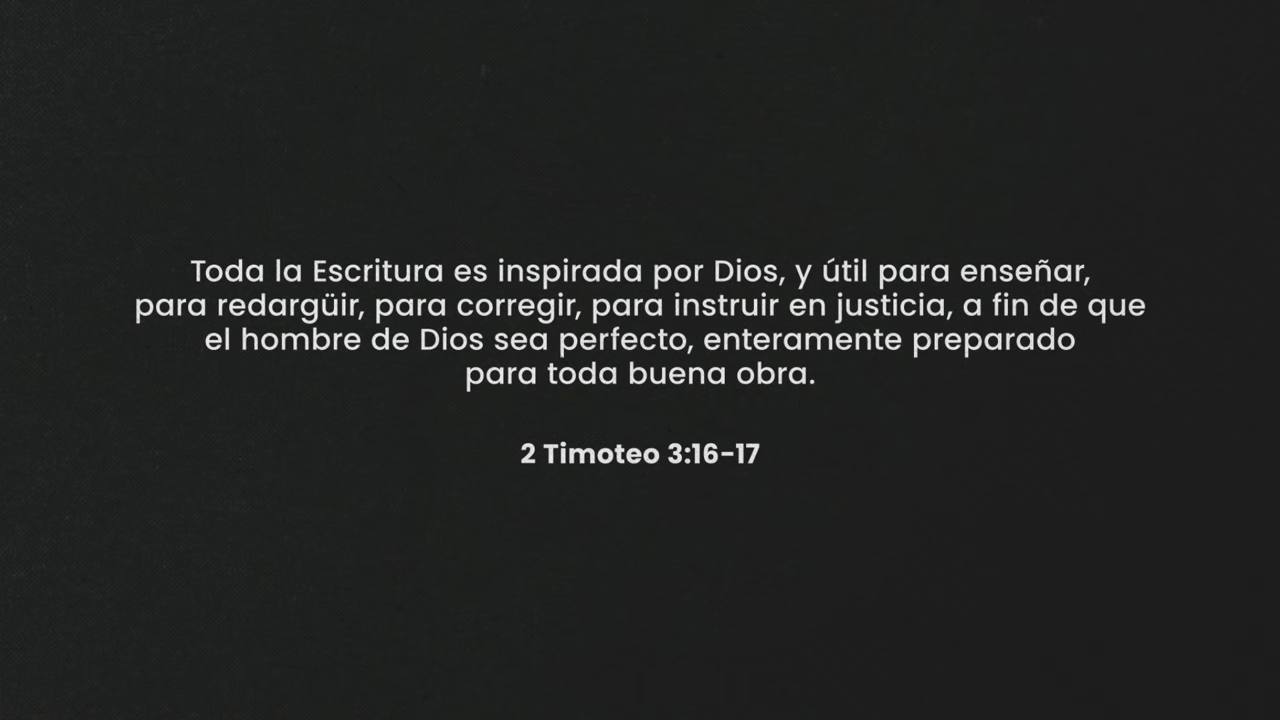 Toda la Escritura es inspirada por Dios, y útil para enseñar,
para redargüir, para corregir, para instruir en justicia, a fin de que
el hombre de Dios sea perfecto, enteramente preparado
para toda buena obra.
2 Timoteo 3:16-17